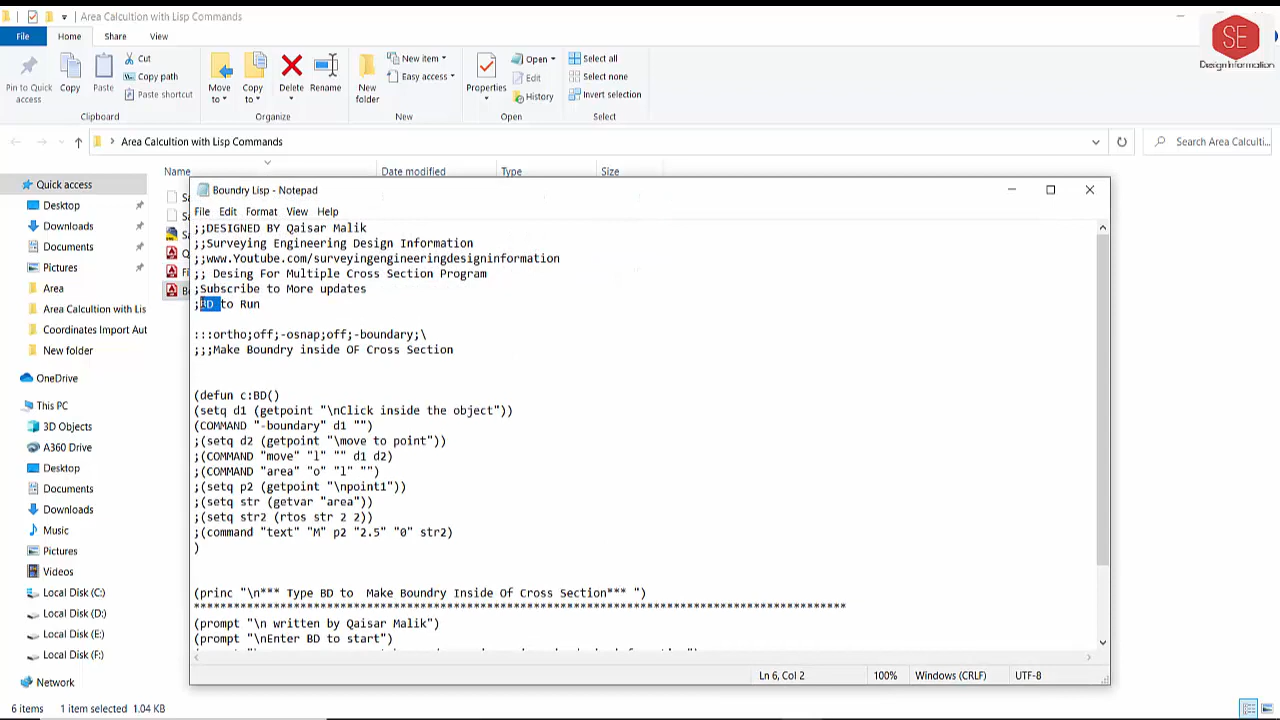 Area Calcultion with Lisp Commands
File Home Share View
Pin to Quick access
Copy
Paste
Cut
Copy path
Paste shortcut
Clipboard
Move to
Copy to
Delete
Rename
Organize
New folder
New item
Easy access
New
Properties
Open
Edit
History
Open
Select all
Select none
Invert selection
Select
SE
Design Information
Area Calcultion with Lisp Commands
Search Area Calculti...
Name Date modified Type Size
Quick access
Desktop
Downloads
Documents
Pictures
Area
Area Calcultion with Lis
Coordinates Import Aut
New folder
OneDrive
This PC
3D Objects
A360 Drive
Desktop
Documents
Downloads
Music
Pictures
Videos
Local Disk (C:)
Local Disk (D:)
Local Disk (E:)
Local Disk (F:)
Network
Boundry Lisp - Notepad
File Edit Format View Help
;;DESIGNED BY Qaisar Malik
;;Surveying Engineering Design Information
;;www.Youtube.com/surveyingengineeringdesigninformation
;; Desing For Multiple Cross Section Program
;Subscribe to More updates
;BD to Run
:::ortho;off;-osnap;off;-boundary;\
;;;Make Boundry inside OF Cross Section
(defun c:BD()
(setq d1 (getpoint "\nClick inside the object"))
(COMMAND "-boundary" d1 "")
;(setq d2 (getpoint "\move to point"))
;(COMMAND "move" "l" "" d1 d2)
;(COMMAND "area" "o" "l" "")
;(setq p2 (getpoint "\npoint1"))
;(setq str (getvar "area"))
;(setq str2 (rtos str 2 2))
;(command "text" "M" p2 "2.5" "0" str2)
)
(princ "\n*** Type BD to  Make Boundry Inside Of Cross Section*** ")
**************************************************************************************************
(prompt "\n written by Qaisar Malik")
(prompt "\nEnter BD to start")
Ln 6, Col 2 100% Windows (CRLF) UTF-8
6 items 1 item selected 1.04 KB